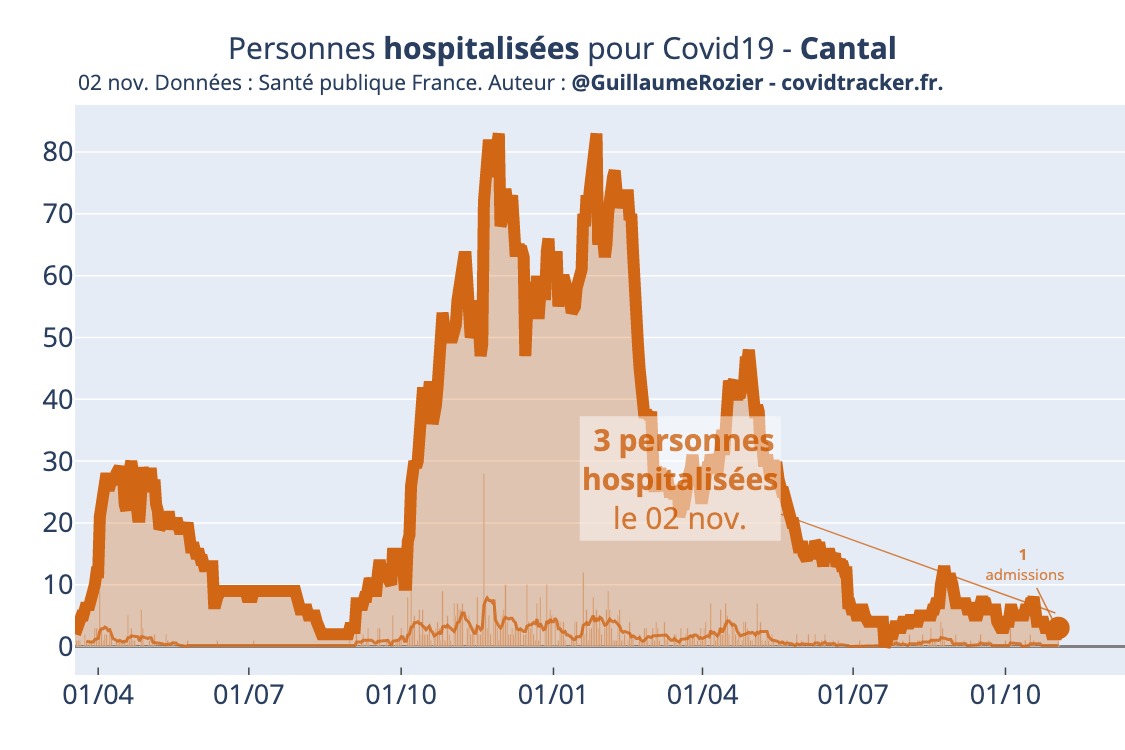 Personnes hospitalisées pour Covid19 - Cantal
02 nov. Données : Santé publique France. Auteur : @GuillaumeRozier - covidtracker.fr.
80
70
60
50
40
30
20
10
0
3 personnes
hospitalisées
le 02 nov.
1
admissions
01/04
01/07
01/10
01/01
01/04
01/07
01/10